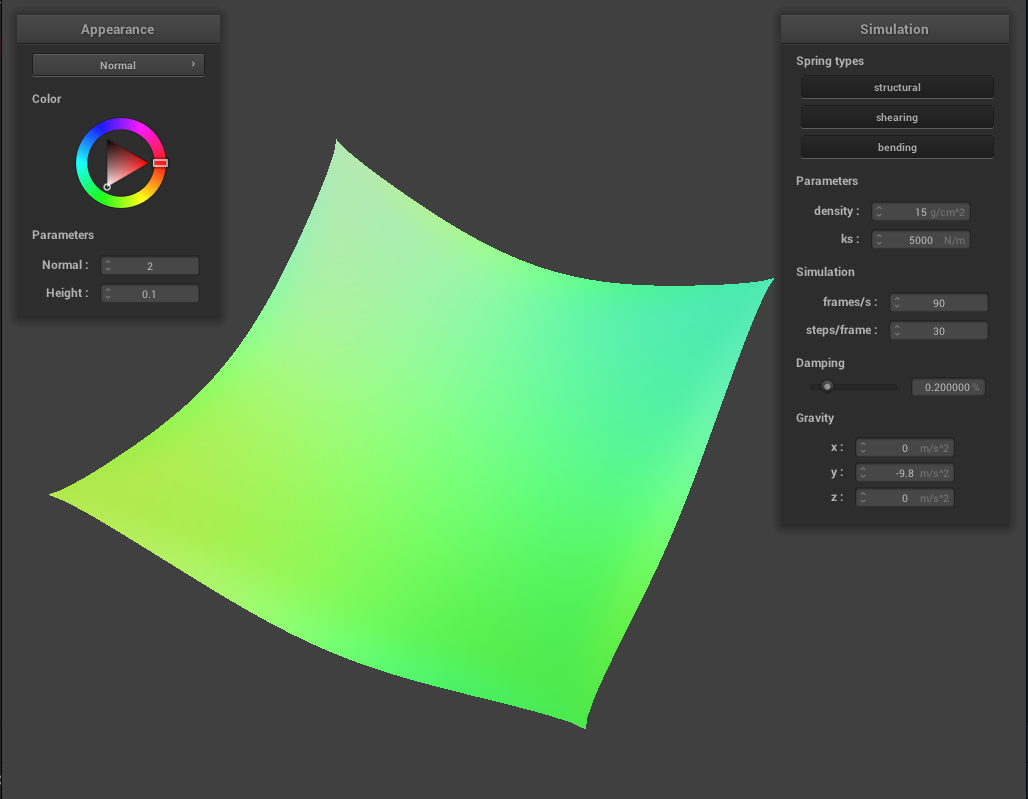 Appearance
Normal
Color
Parameters
Normal : 2
Height : 0.1
Simulation
Spring types
structural
shearing
bending
Parameters
density : 15 g/cm^2
ks : 5000 N/m
Simulation
frames/s : 90
steps/frame : 30
Damping
0.200000 %
Gravity
x : 0 m/s^2
y : -9.8 m/s^2
z : 0 m/s^2